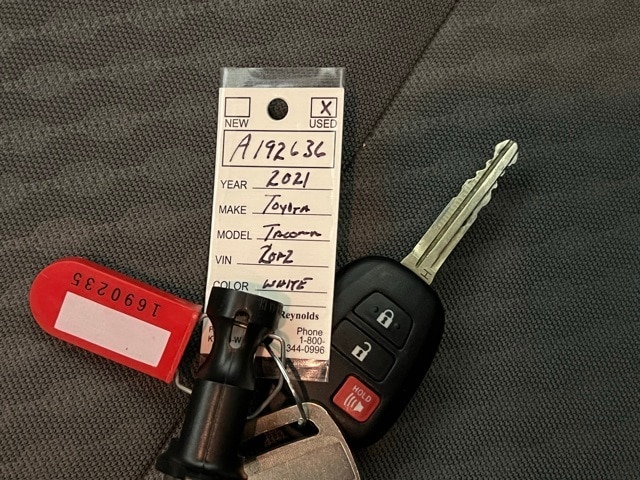 X
NEW USED
A192636
YEAR 2021
MAKE Toyota
MODEL Tacoma
VIN
COLOR WHITE
Reynolds
Phone
1-800-
344-0996
1690235
HOLD
H